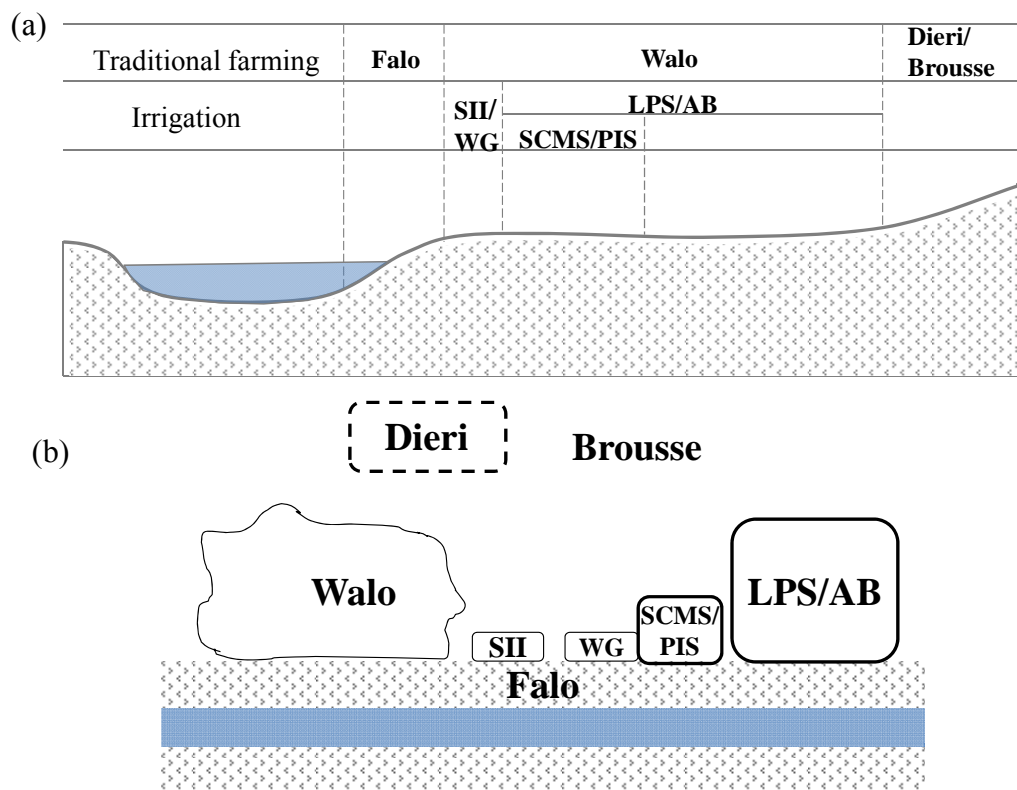 (a)
Traditional farming Falo Walo Dieri/
Brousse
Irrigation SII/
WG LPS/AB
SCMS/PIS
(b)
Dieri
Brousse
Walo
SII
WG
SCMS/
PIS
LPS/AB
Falo